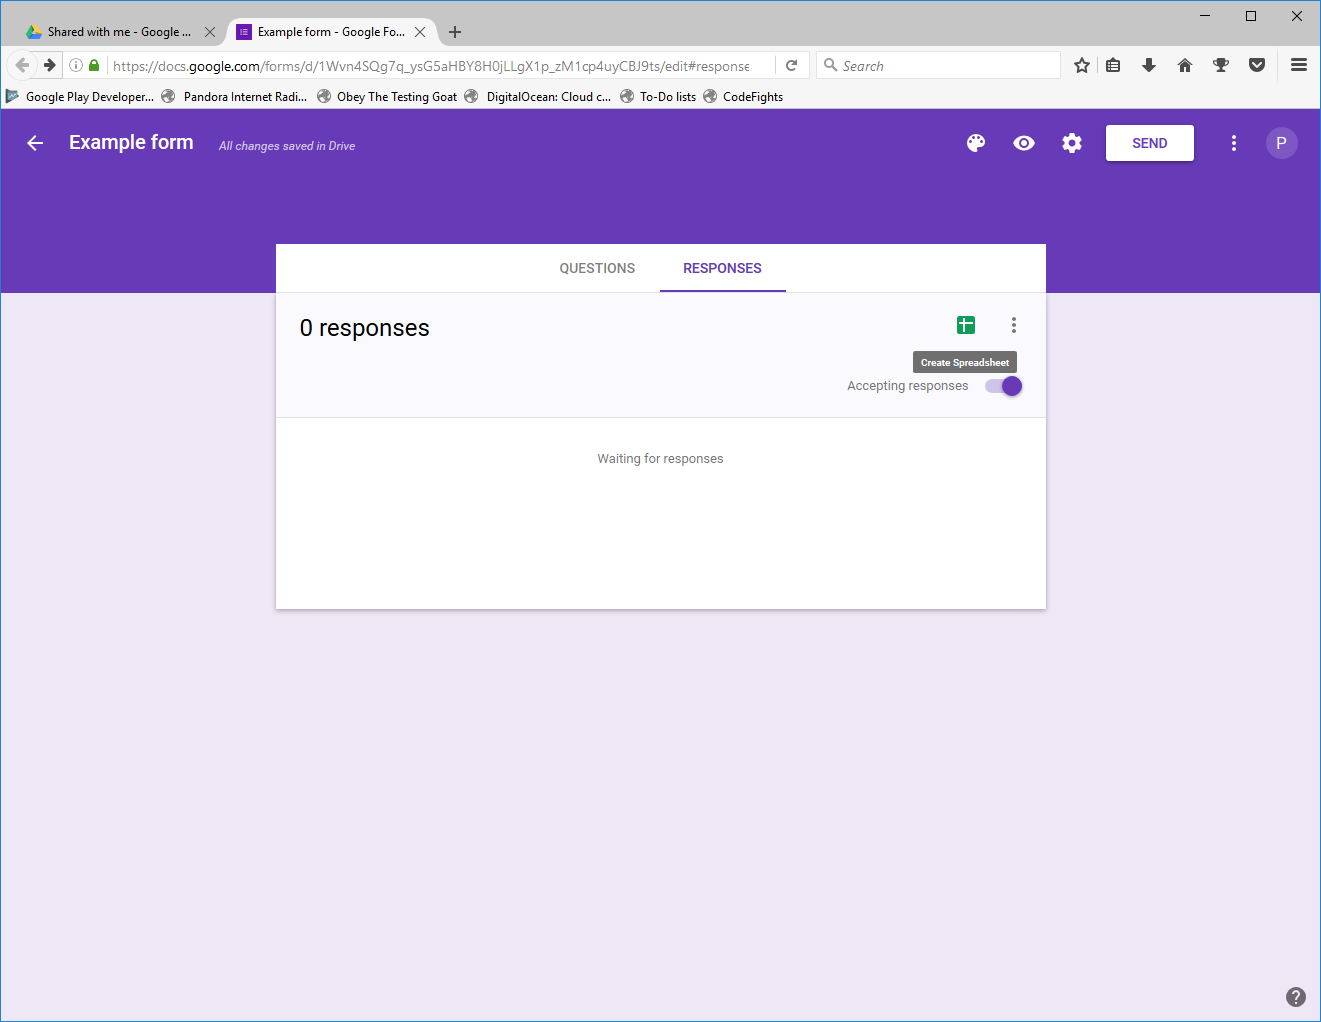 Shared with me - Google ...
Example form - Google Fo...
https://docs.google.com/forms/d/1Wvn4SQg7q_ysG5aHBY8H0jLLgX1p_zM1cp4uyCBJ9ts/edit#response
Search
Google Play Developer... Pandora Internet Radi... Obey The Testing Goat DigitalOcean: Cloud c... To-Do lists CodeFights
Example form All changes saved in Drive SEND P
QUESTIONS RESPONSES
0 responses
Create Spreadsheet
Accepting responses
Waiting for responses